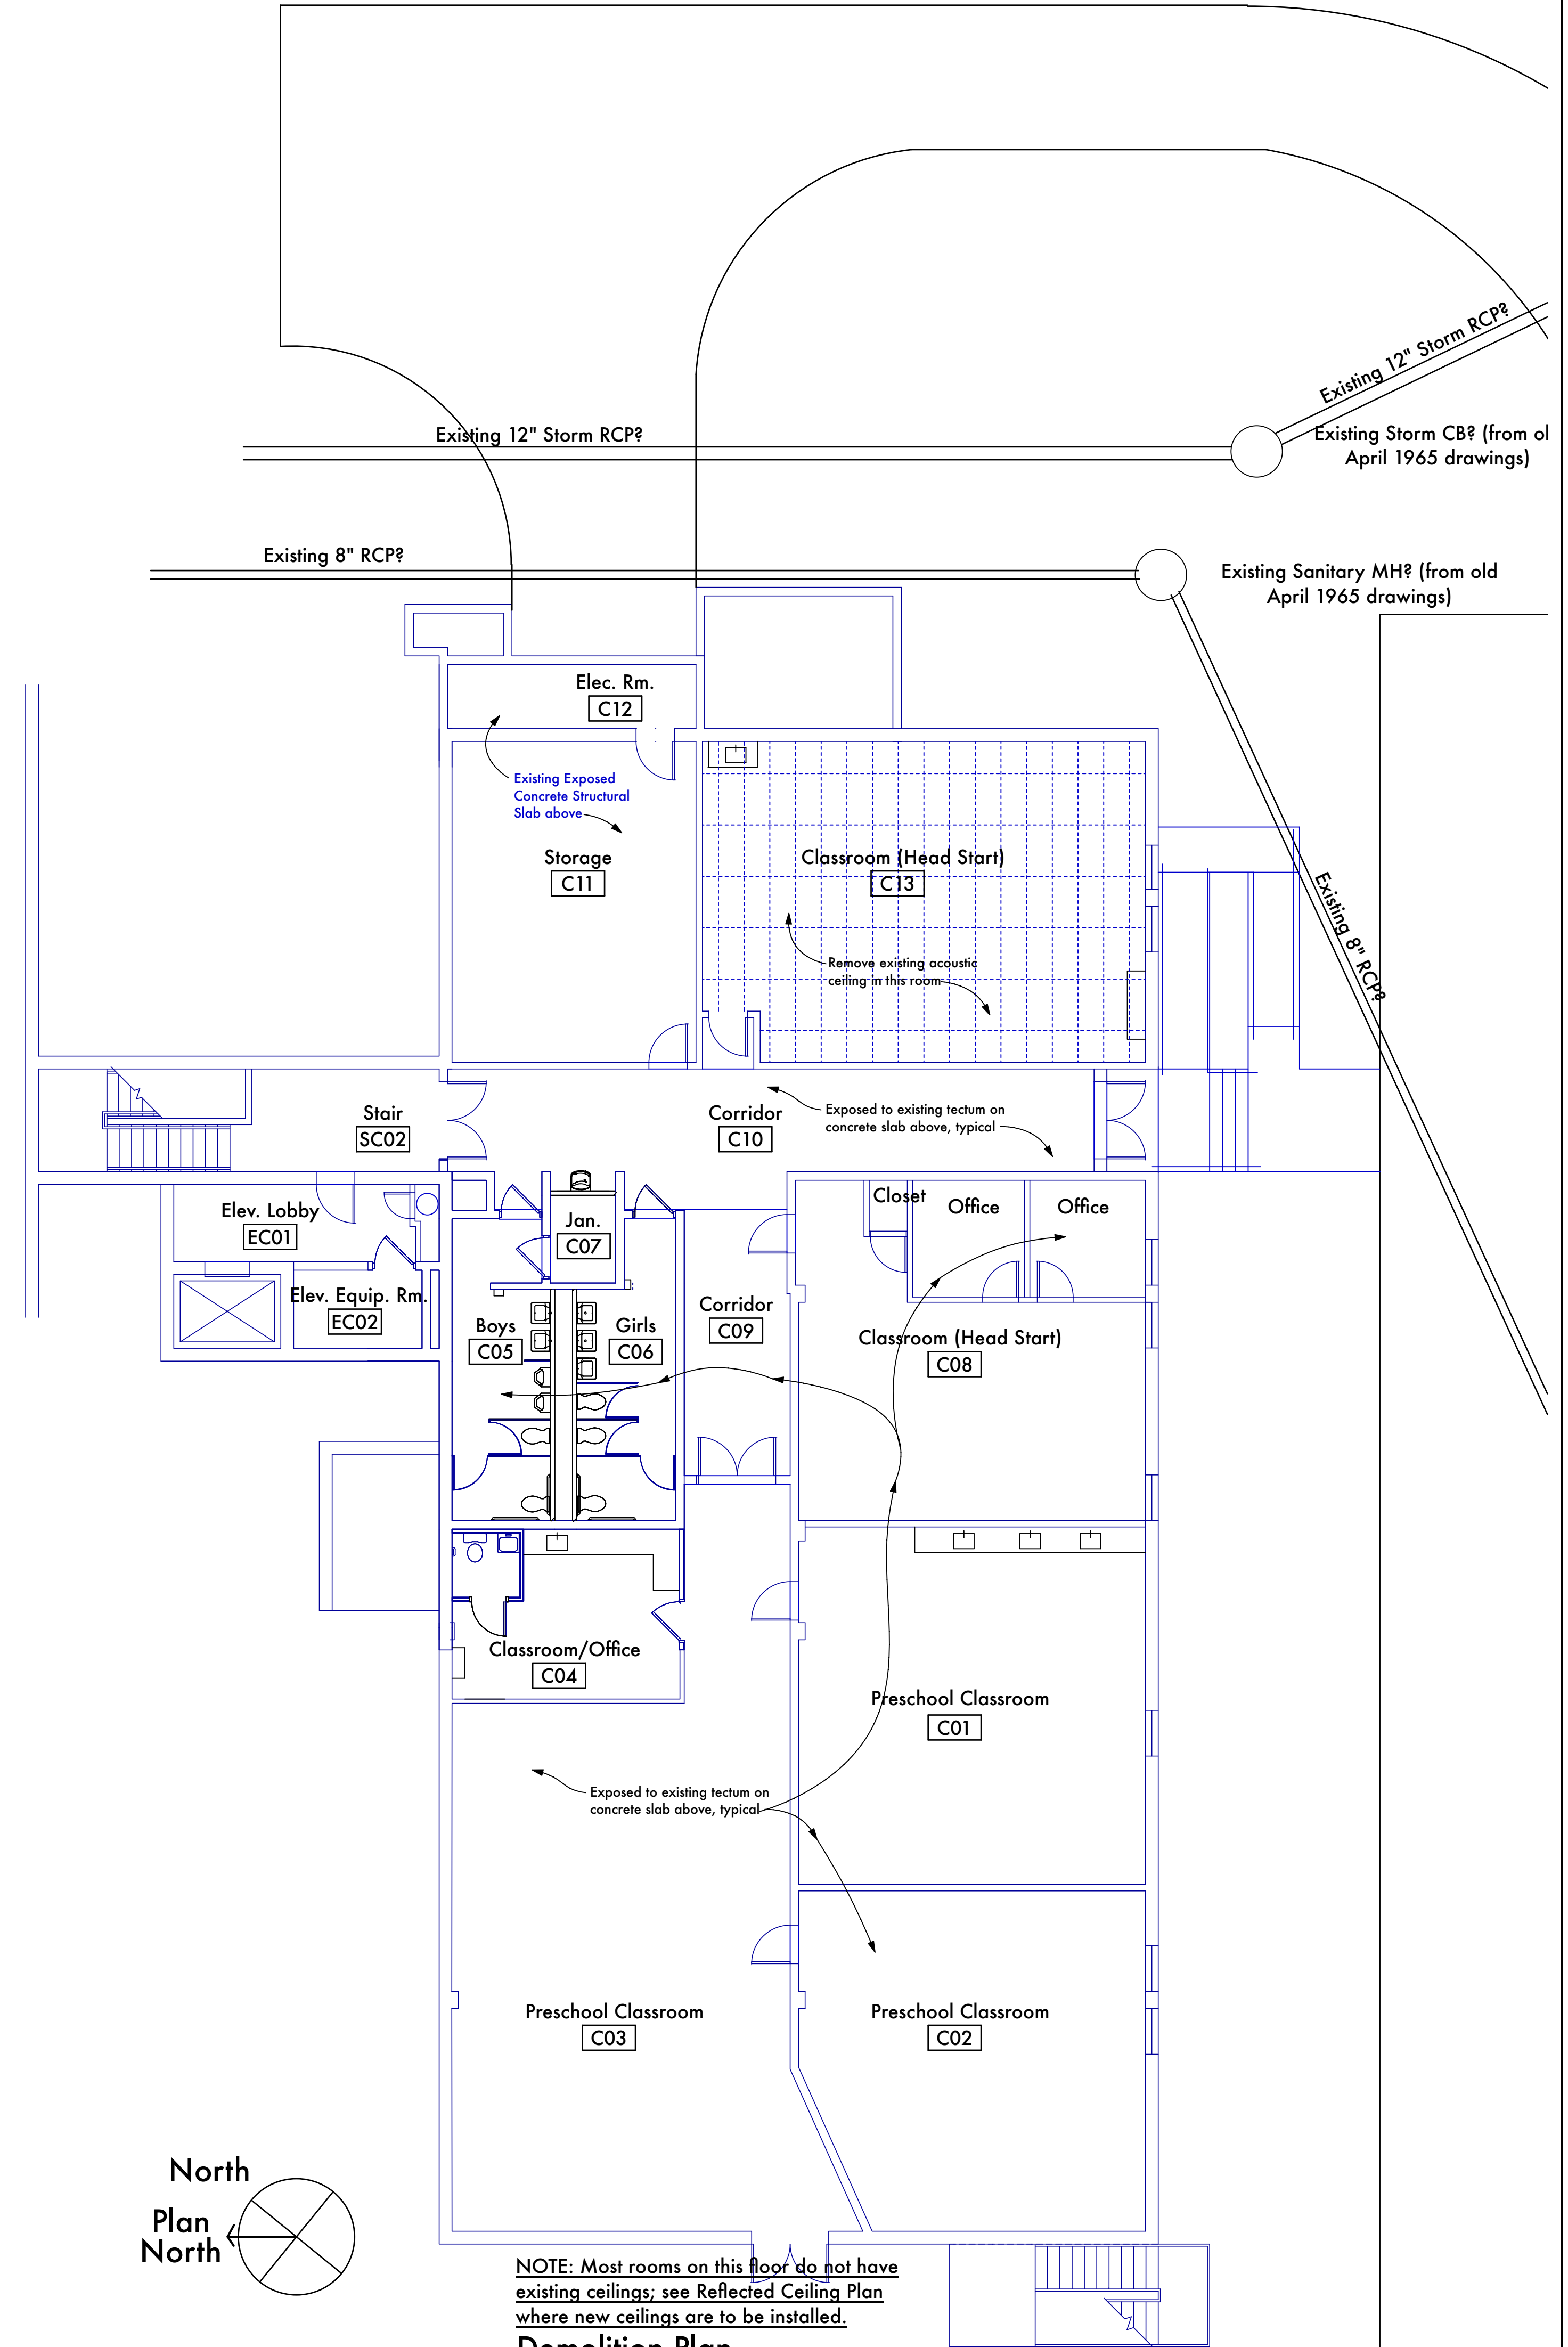 Existing 12" Storm RCP?
Existing 12" Storm RCP?
Existing Storm CB? (from ol
April 1965 drawings)
Existing 8" RCP?
Existing Sanitary MH? (from old
April 1965 drawings)
Elec. Rm.
C12
Existing Exposed
Concrete Structural
Slab above
Storage
C11
Classroom (Head Start)
C13
Remove existing acoustic
ceiling in this room
Existing 8" RCP?
Stair
SC02
Corridor
C10
Exposed to existing tectum on
concrete slab above, typical
Elev. Lobby
EC01
Jan.
C07
Closet
Office
Office
Elev. Equip. Rm.
EC02
Boys
C05
Girls
C06
Corridor
C09
Classroom (Head Start)
C08
Classroom/Office
C04
Preschool Classroom
C01
Exposed to existing tectum on
concrete slab above, typical
Preschool Classroom
C03
Preschool Classroom
C02
North
Plan
North
NOTE: Most rooms on this floor do not have
existing ceilings; see Reflected Ceiling Plan
where new ceilings are to be installed.
Demolition Plan